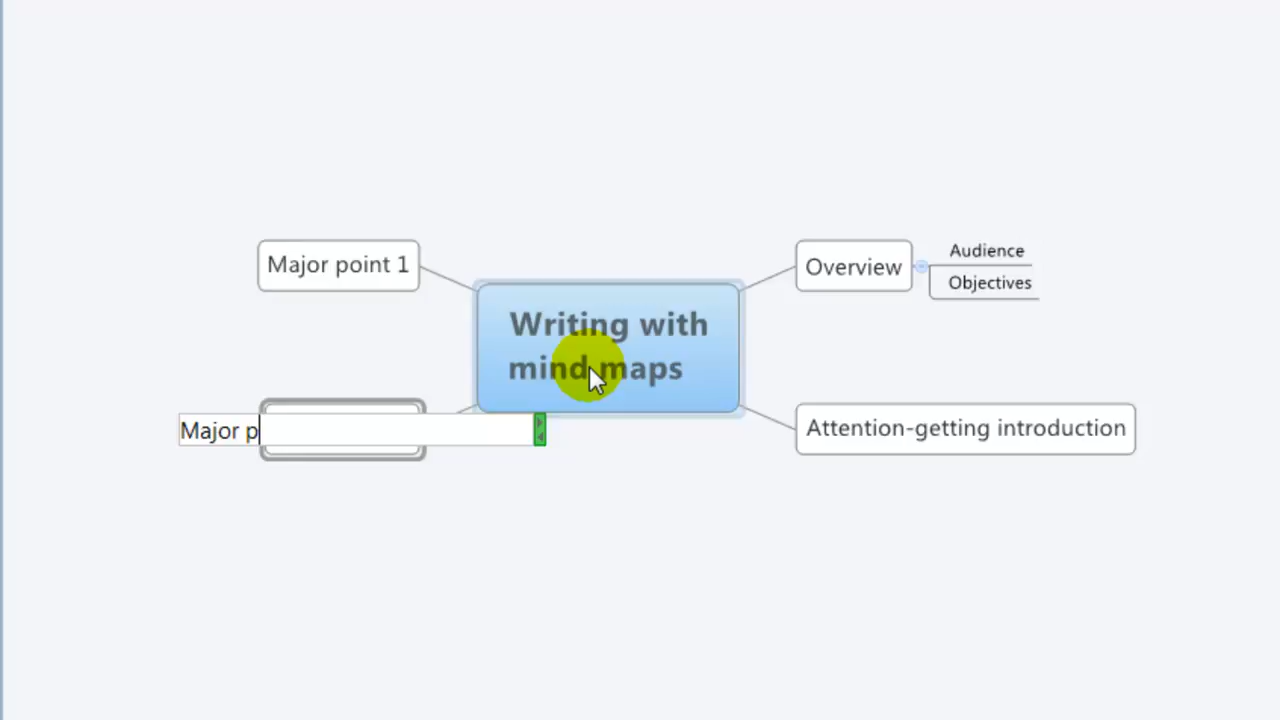 Major point 1
Overview
Audience
Objectives
Writing with
mind maps
Major p
Attention-getting introduction